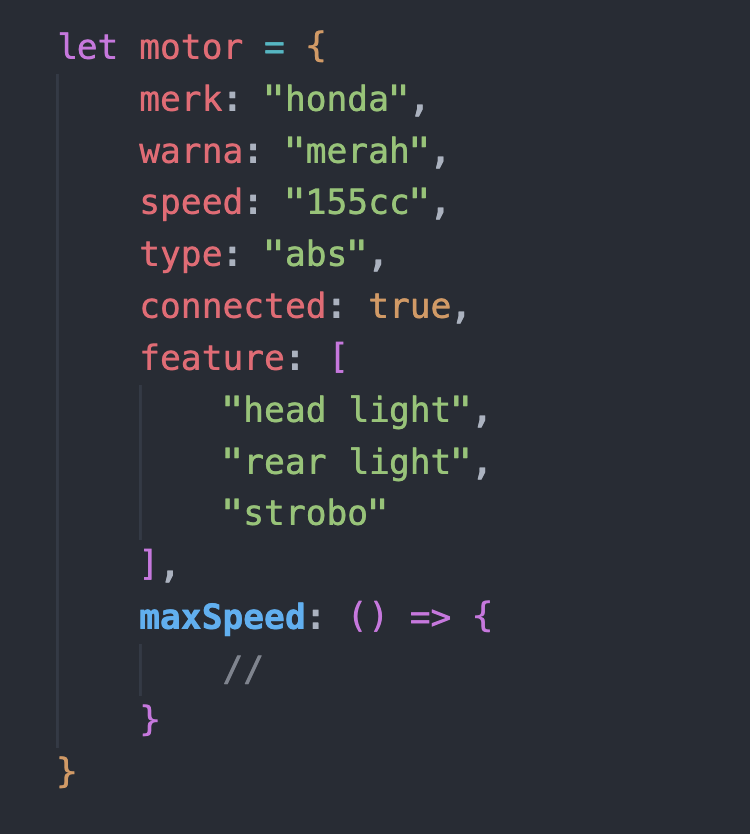 let motor = {
    merk: "honda",
    warna: "merah",
    speed: "155cc",
    type: "abs",
    connected: true,
    feature: [
        "head light",
        "rear light",
        "strobo"
    ],
    maxSpeed: () => {
        //
    }
}